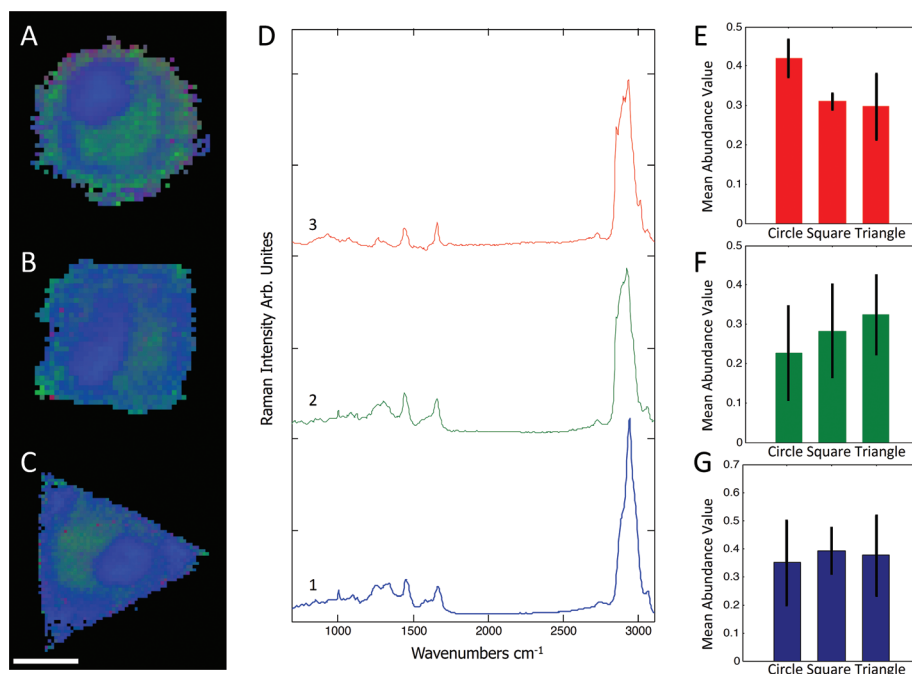 A
B
C
D
Raman Intensity Arb. Unites
3
2
1
1000 1500 2000 2500 3000
Wavenumbers cm⁻¹
E
Mean Abundance Value
0.5
0.4
0.3
0.2
0.1
0
Circle Square Triangle
F
Mean Abundance Value
0.5
0.4
0.3
0.2
0.1
0
Circle Square Triangle
G
Mean Abundance Value
0.7
0.6
0.5
0.4
0.3
0.2
0.1
0
Circle Square Triangle